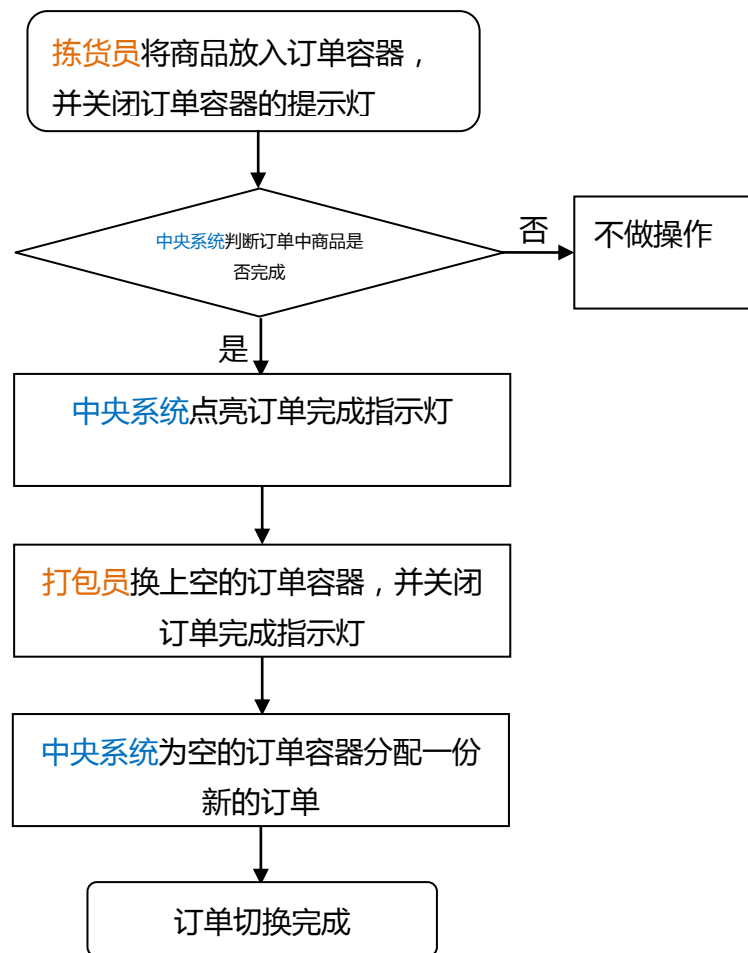 拣货员将商品放入订单容器，
并关闭订单容器的提示灯
中央系统判断订单中商品是
否完成
否
不做操作
是
中央系统点亮订单完成指示灯
打包员换上空的订单容器，并关闭
订单完成指示灯
中央系统为空的订单容器分配一份
新的订单
订单切换完成